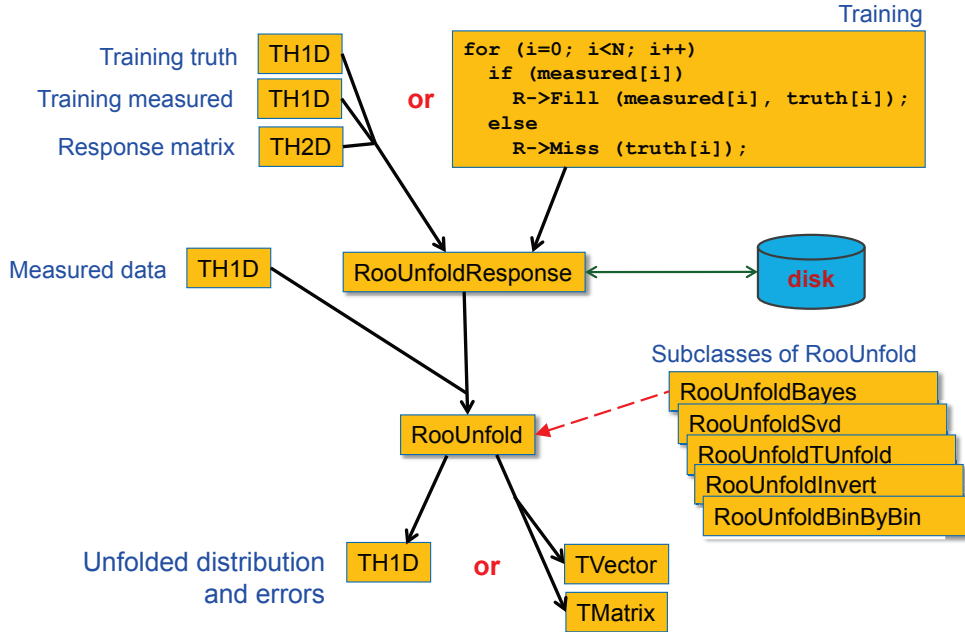 Training
Training truth
TH1D
Training measured
TH1D
Response matrix
TH2D
or
for (i=0; i<N; i++)
if (measured[i])
R->Fill (measured[i], truth[i]);
else
R->Miss (truth[i]);
Measured data
TH1D
RooUnfoldResponse
disk
Subclasses of RooUnfold
RooUnfoldBayes
RooUnfoldSvd
RooUnfoldTUnfold
RooUnfoldInvert
RooUnfoldBinByBin
RooUnfold
Unfolded distribution
and errors
TH1D
or
TVector
TMatrix